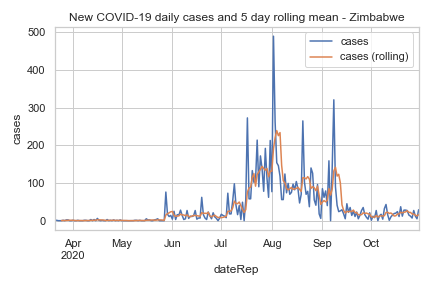 New COVID-19 daily cases and 5 day rolling mean - Zimbabwe
cases
cases (rolling)
500
400
300
200
100
0
cases
Apr
2020
May
Jun
Jul
Aug
Sep
Oct
dateRep